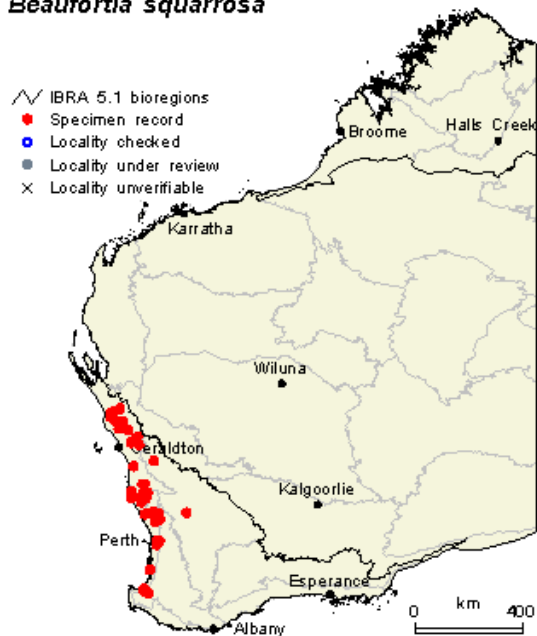 Beaufortia squarrosa
IBRA 5.1 bioregions
Specimen record
Locality checked
Locality under review
Locality unverifiable
Broome
Halls Creek
Karratha
Wiluna
Geraldton
Kalgoorlie
Perth
Esperance
Albany
0 km 400